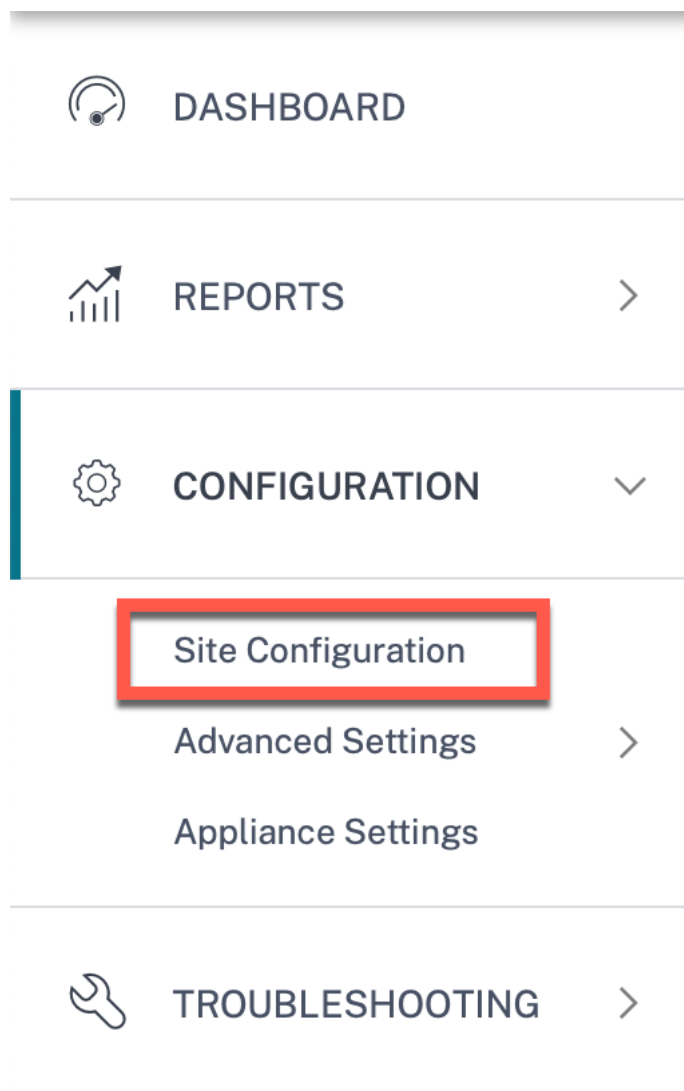 DASHBOARD
REPORTS
CONFIGURATION
Site Configuration
Advanced Settings
Appliance Settings
TROUBLESHOOTING